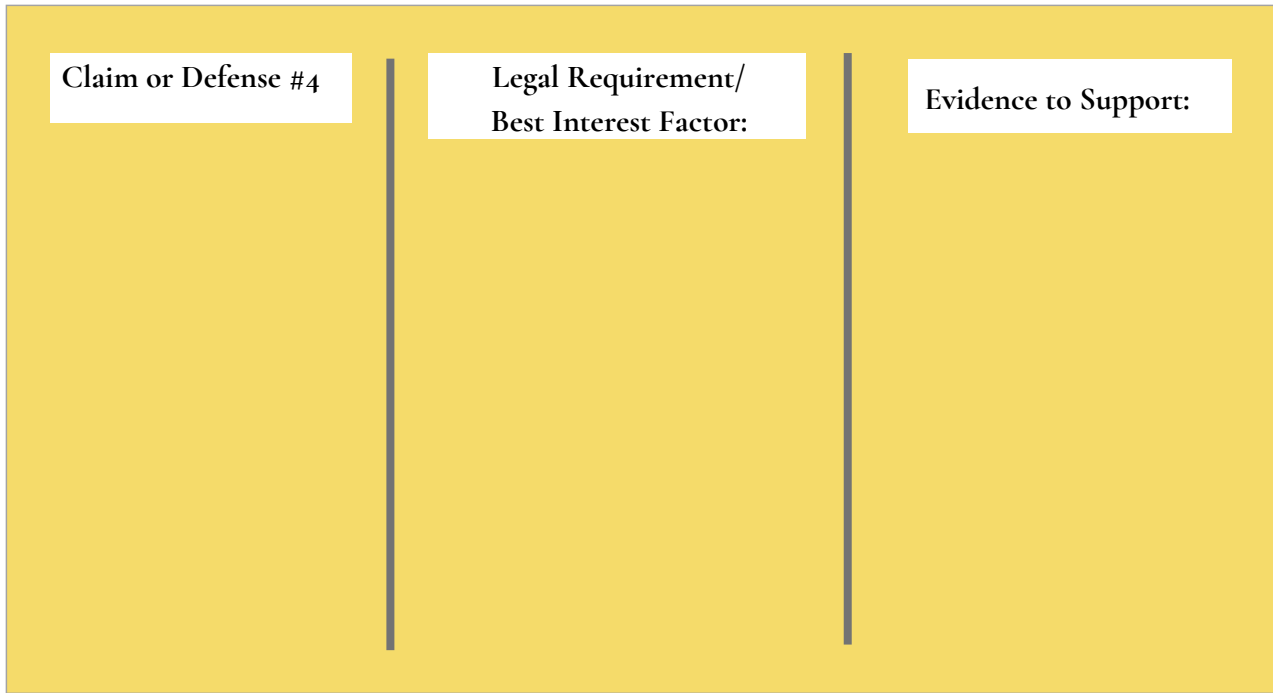 Claim or Defense #4
Legal Requirement/
Best Interest Factor:
Evidence to Support: